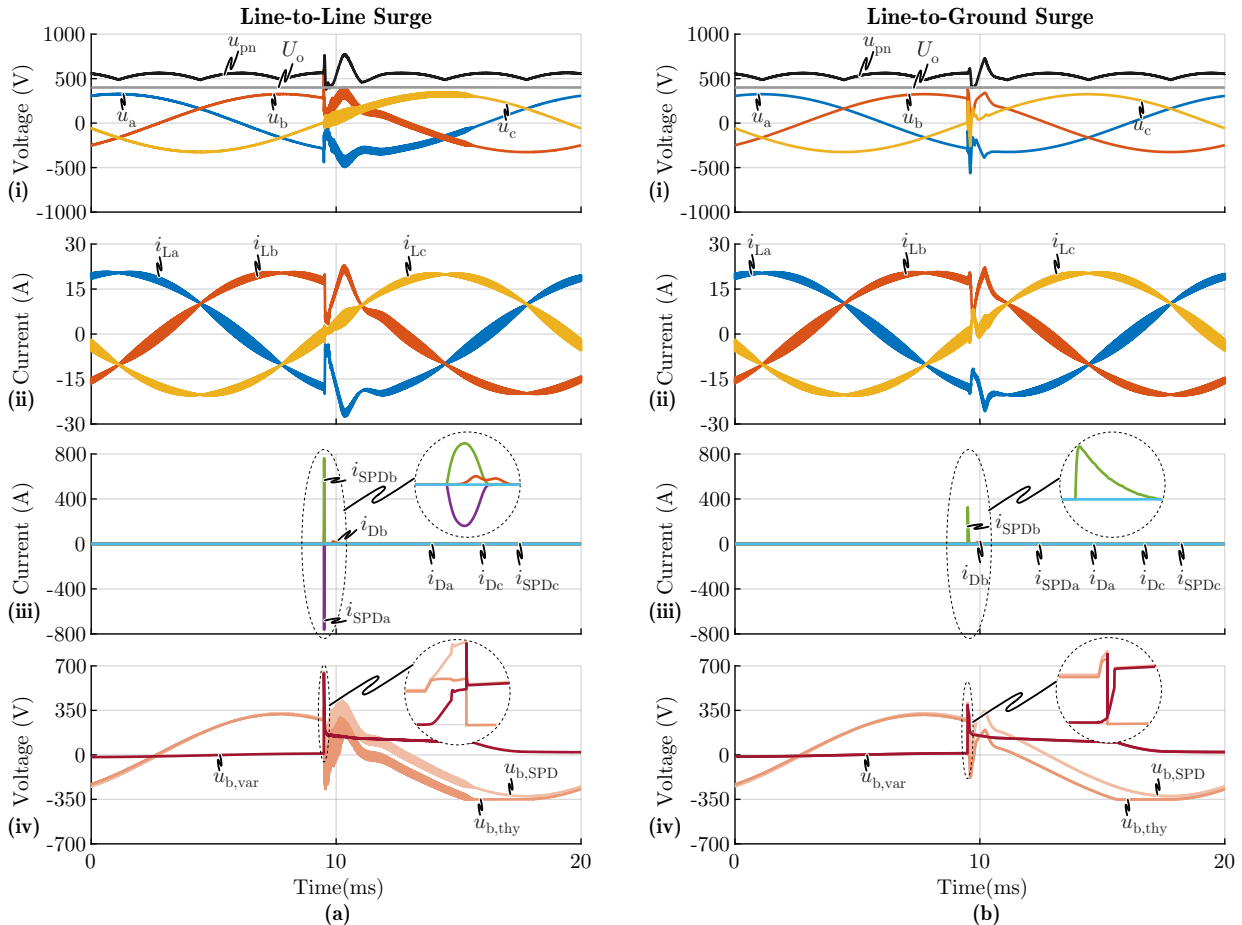 Line-to-Line Surge
1000
500
0
-500
-1000
Voltage (V)
(i)
u_pn
U_o
u_a
u_b
u_c
30
15
0
-15
-30
Current (A)
(ii)
i_La
i_Lb
i_Lc
800
400
0
-400
-800
Current (A)
(iii)
i_SPDb
i_Db
i_Da
i_Dc
i_SPDc
i_SPDa
700
350
0
-350
-700
Voltage (V)
(iv)
u_b,var
u_b,SPD
u_b,thy
0
10
20
Time(ms)
(a)
Line-to-Ground Surge
1000
500
0
-500
-1000
Voltage (V)
(i)
u_pn
U_o
u_a
u_b
u_c
30
15
0
-15
-30
Current (A)
(ii)
i_La
i_Lb
i_Lc
800
400
0
-400
-800
Current (A)
(iii)
i_SPDb
i_Db
i_SPDa
i_Da
i_Dc
i_SPDc
700
350
0
-350
-700
Voltage (V)
(iv)
u_b,var
u_b,SPD
u_b,thy
0
10
20
Time(ms)
(b)